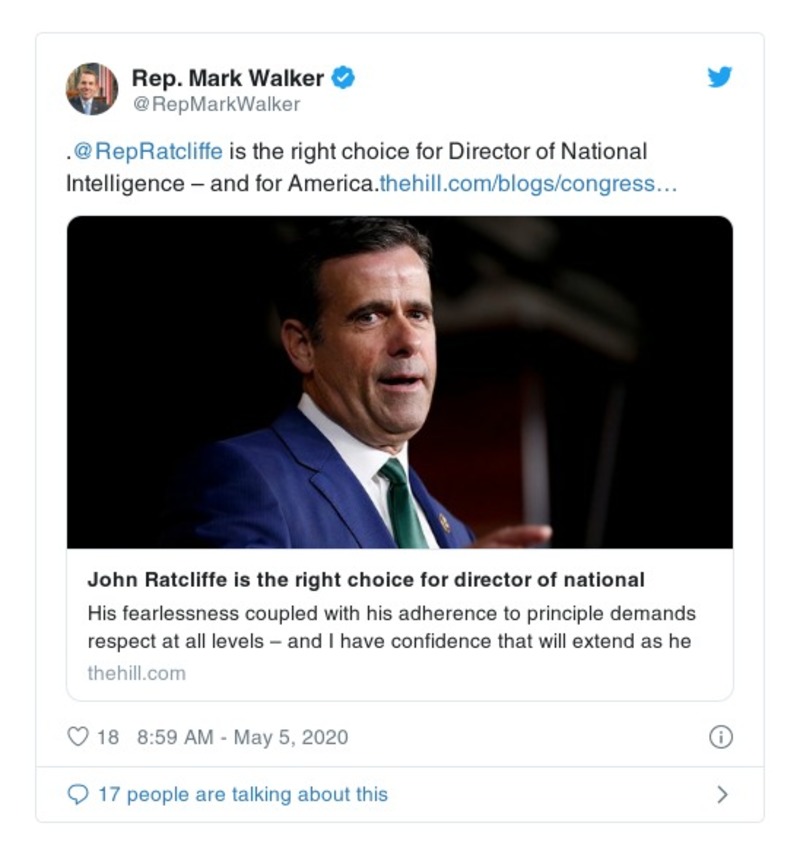 Rep. Mark Walker
@RepMarkWalker
.@RepRatcliffe is the right choice for Director of National
Intelligence – and for America.thehill.com/blogs/congress…
John Ratcliffe is the right choice for director of national
His fearlessness coupled with his adherence to principle demands
respect at all levels – and I have confidence that will extend as he
thehill.com
18 8:59 AM - May 5, 2020
17 people are talking about this